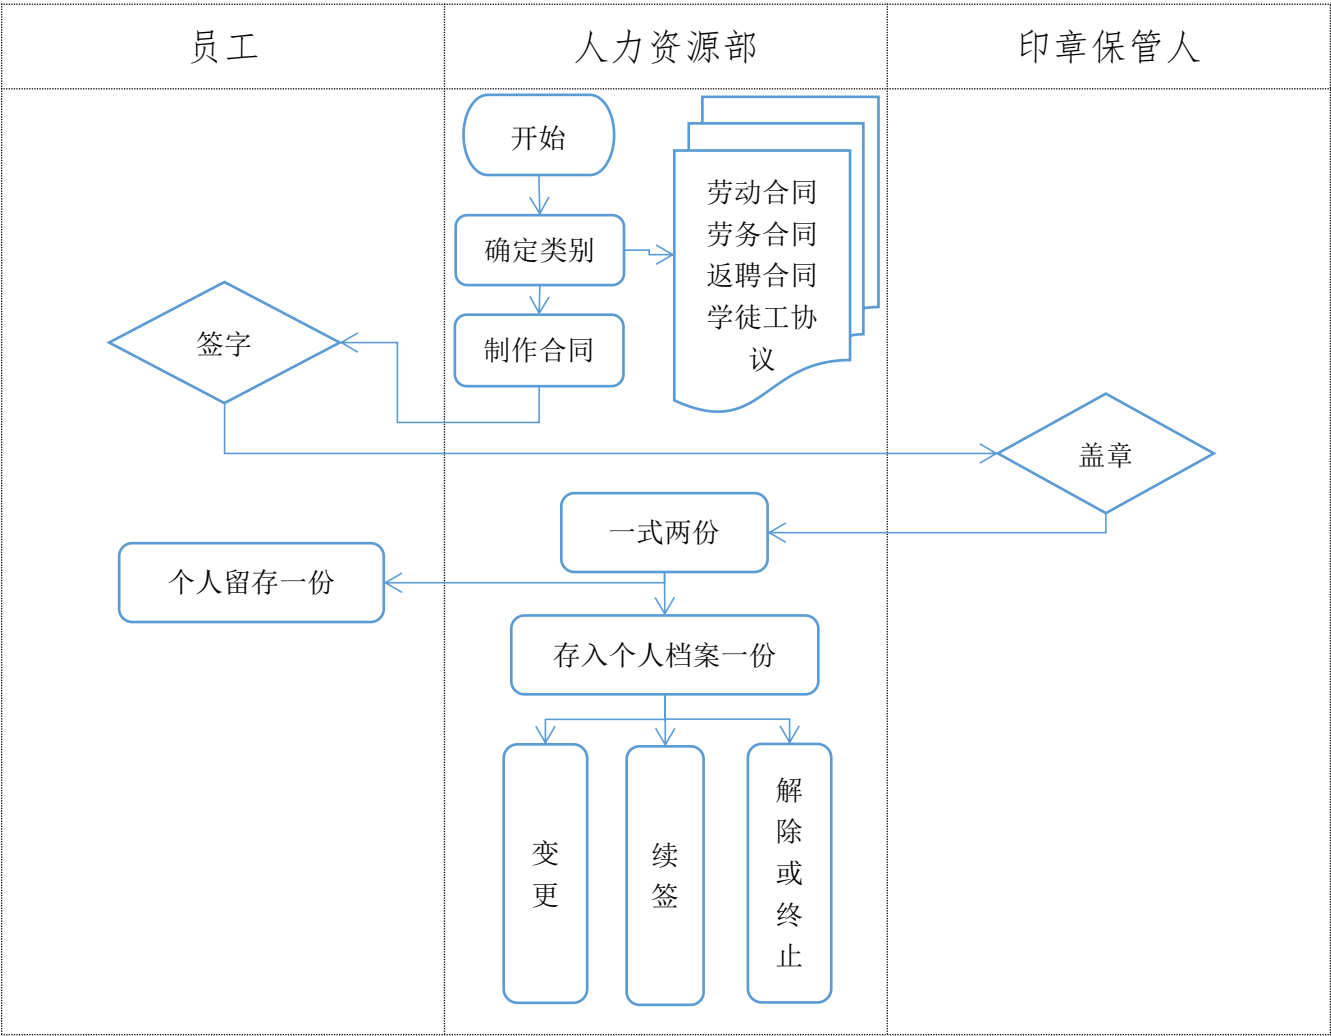 员工
人力资源部
印章保管人
开始
确定类别
劳动合同
劳务合同
返聘合同
学徒工协
议
制作合同
签字
盖章
一式两份
个人留存一份
存入个人档案一份
变
更
续
签
解
除
或
终
止